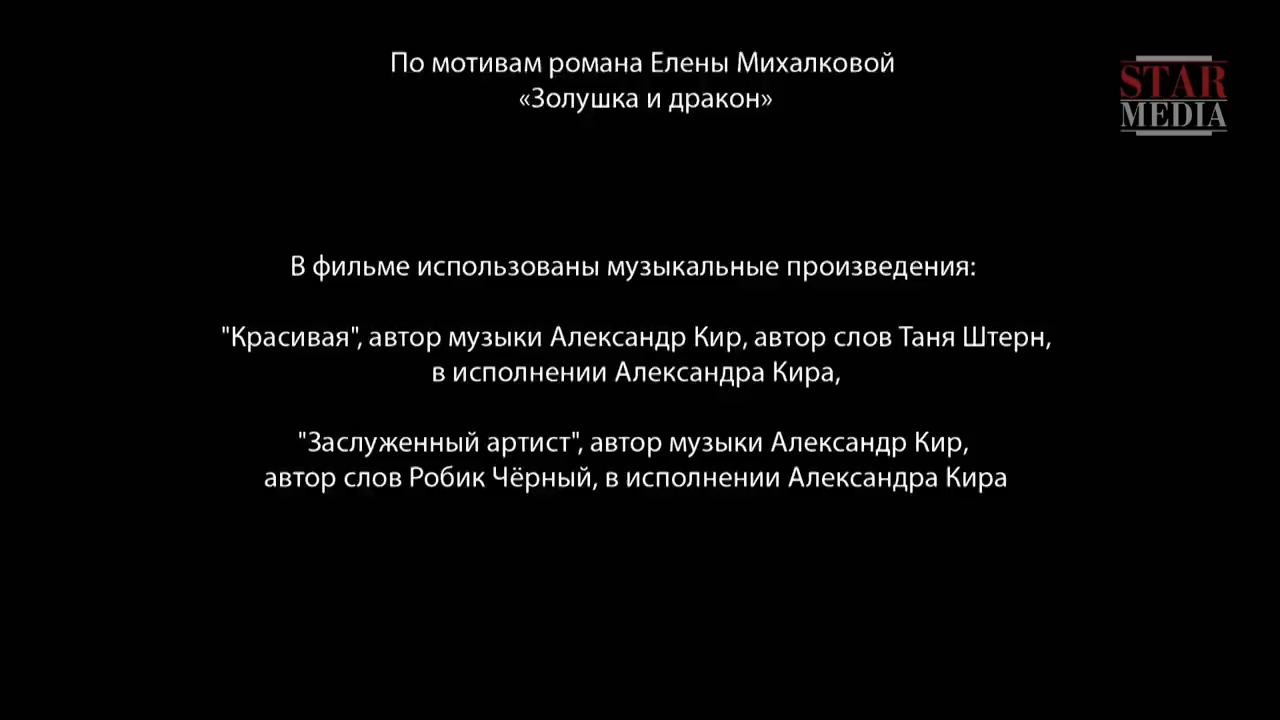 По мотивам романа Елены Михалковой
«Золушка и дракон»
STAR
MEDIA
В фильме использованы музыкальные произведения:
"Красивая", автор музыки Александр Кир, автор слов Таня Штерн,
в исполнении Александра Кира,
"Заслуженный артист", автор музыки Александр Кир,
автор слов Робик Чёрный, в исполнении Александра Кира